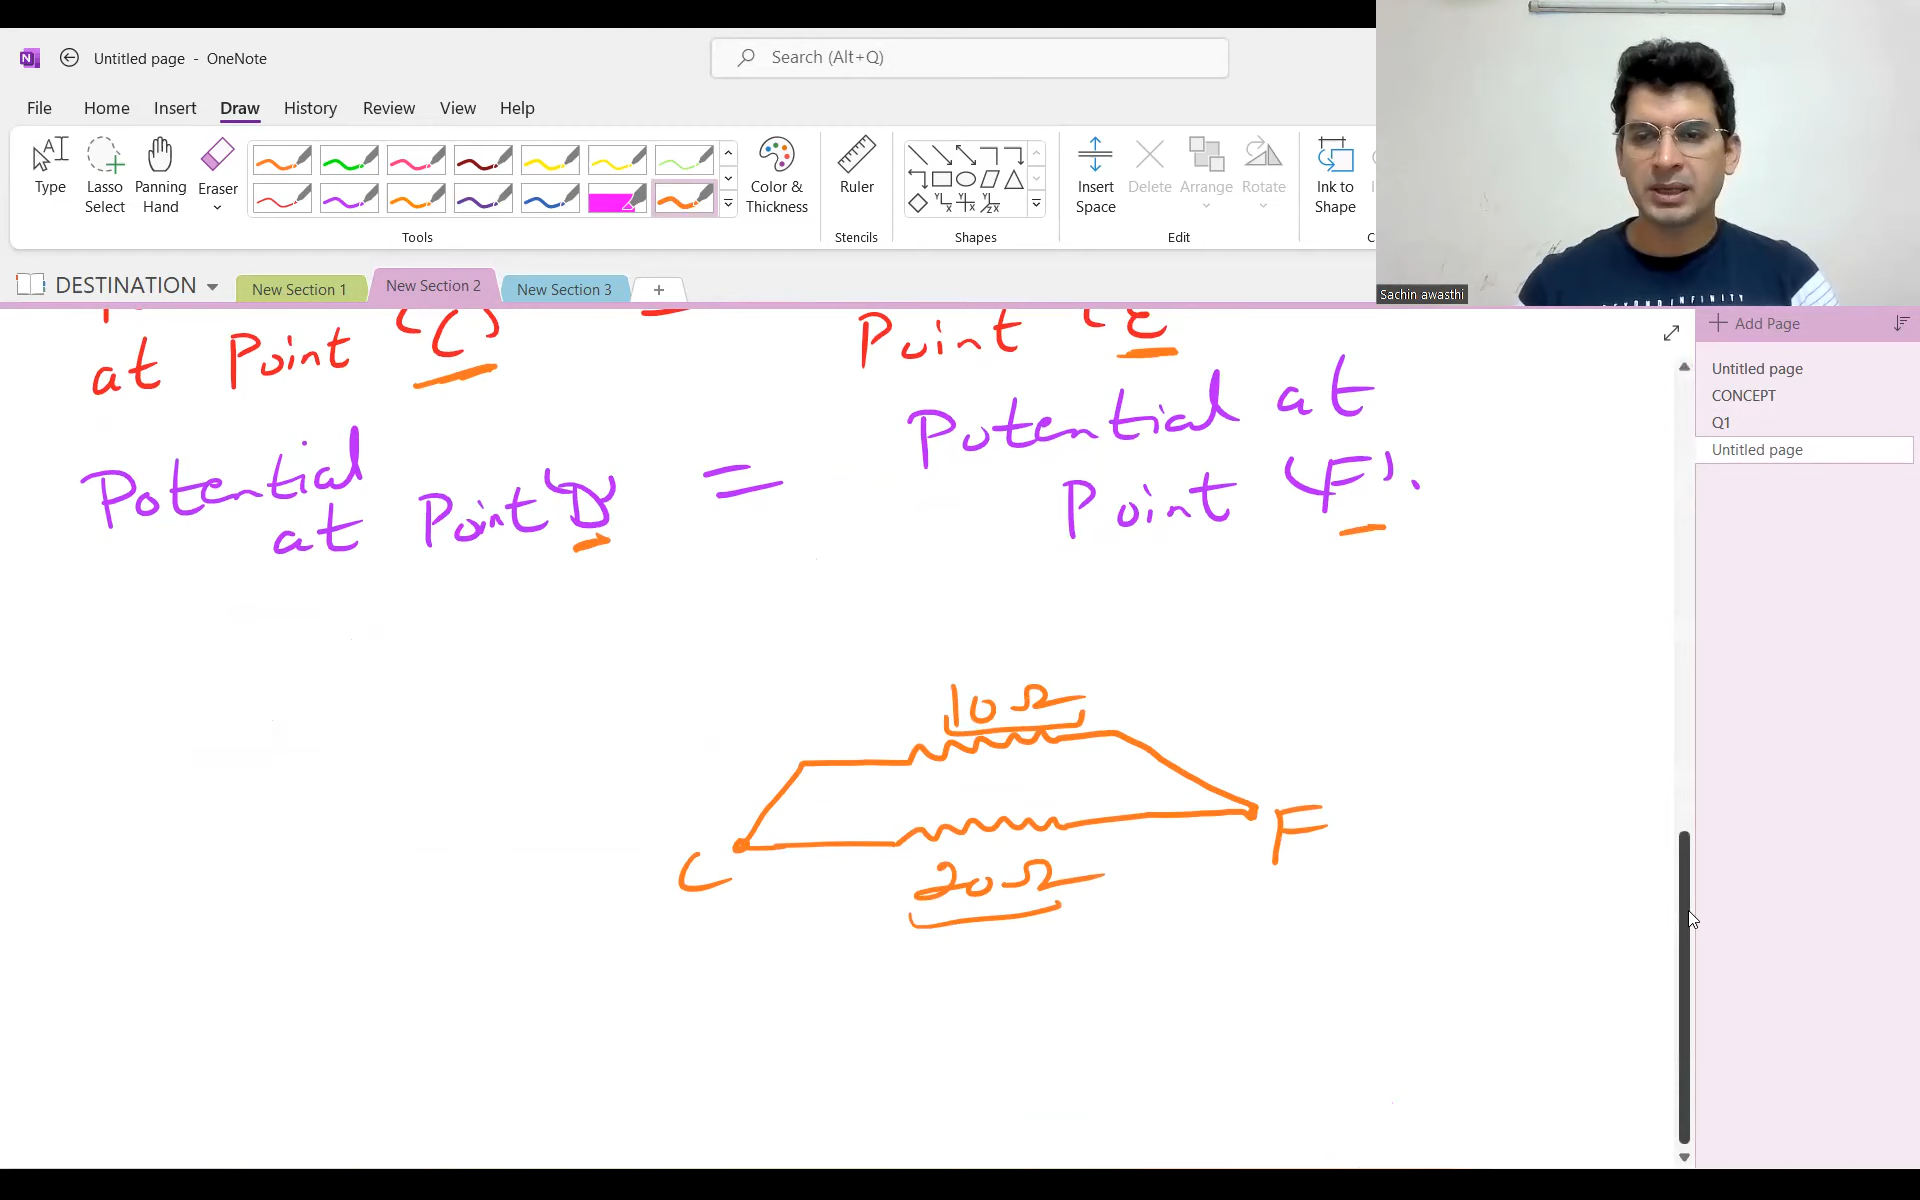 Untitled page - OneNote
Search (Alt+Q)
File Home Insert Draw History Review View Help
Type
Lasso Select
Panning Hand
Eraser
Color & Thickness
Ruler
Insert Space
Delete
Arrange
Rotate
Ink to Shape
Tools
Stencils
Shapes
Edit
Sachin awasthi
DESTINATION
New Section 1
New Section 2
New Section 3
Add Page
Untitled page
CONCEPT
Q1
Untitled page
at Point 'C'
Point 'E
Potential at Point 'D' = Potential at Point 'F'.
10 Ω
C
F
20 Ω